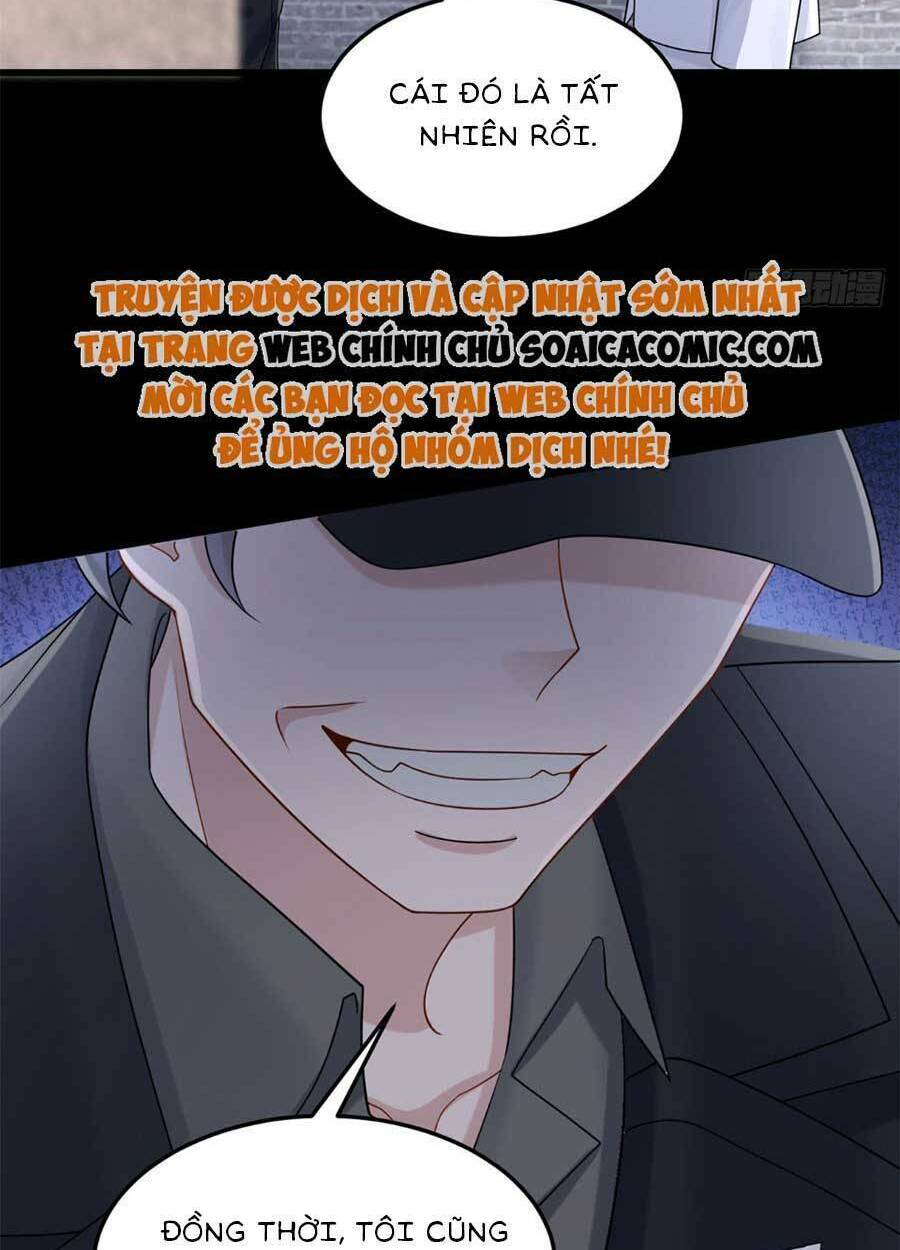 CÁI ĐÓ LÀ TẤT
NHIÊN RỒI.
动漫
TRUYỆN ĐƯỢC DỊCH VÀ CẬP NHẬT SỚM NHẤT
TẠI TRANG WEB CHÍNH CHỦ SOAICACOMIC.COM
MỜI CÁC BẠN ĐỌC TẠI WEB CHÍNH CHỦ
ĐỂ ỦNG HỘ NHÓM DỊCH NHÉ!
ĐỒNG THỜI, TÔI CŨNG